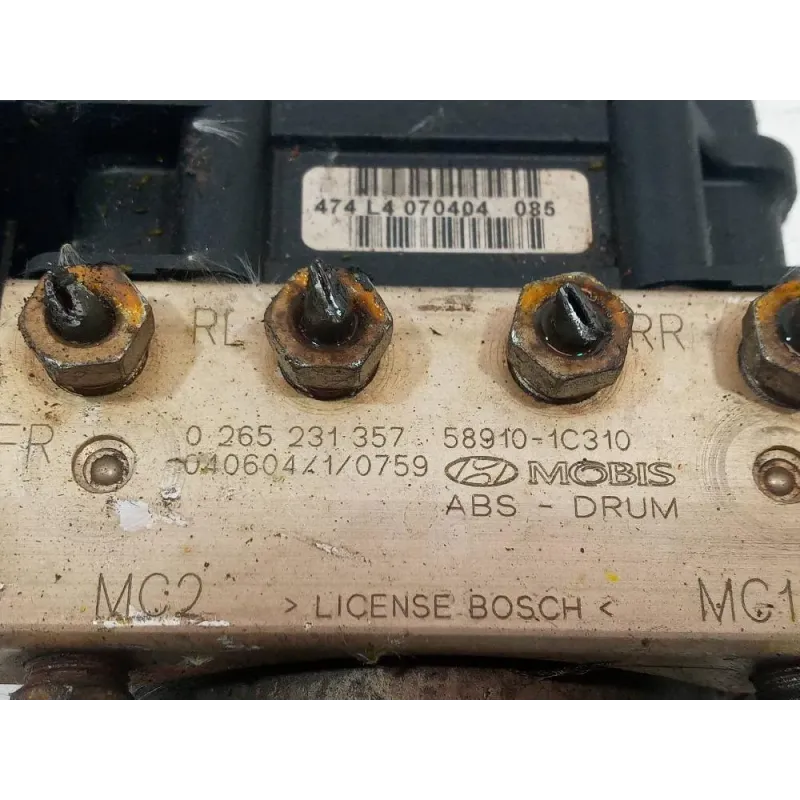 474 L4 070404 085
RL RR
FR 0 265 231 357 58910-1C310
040604/1/0759 MOBIS
ABS - DRUM
MC2 > LICENSE BOSCH < MC1